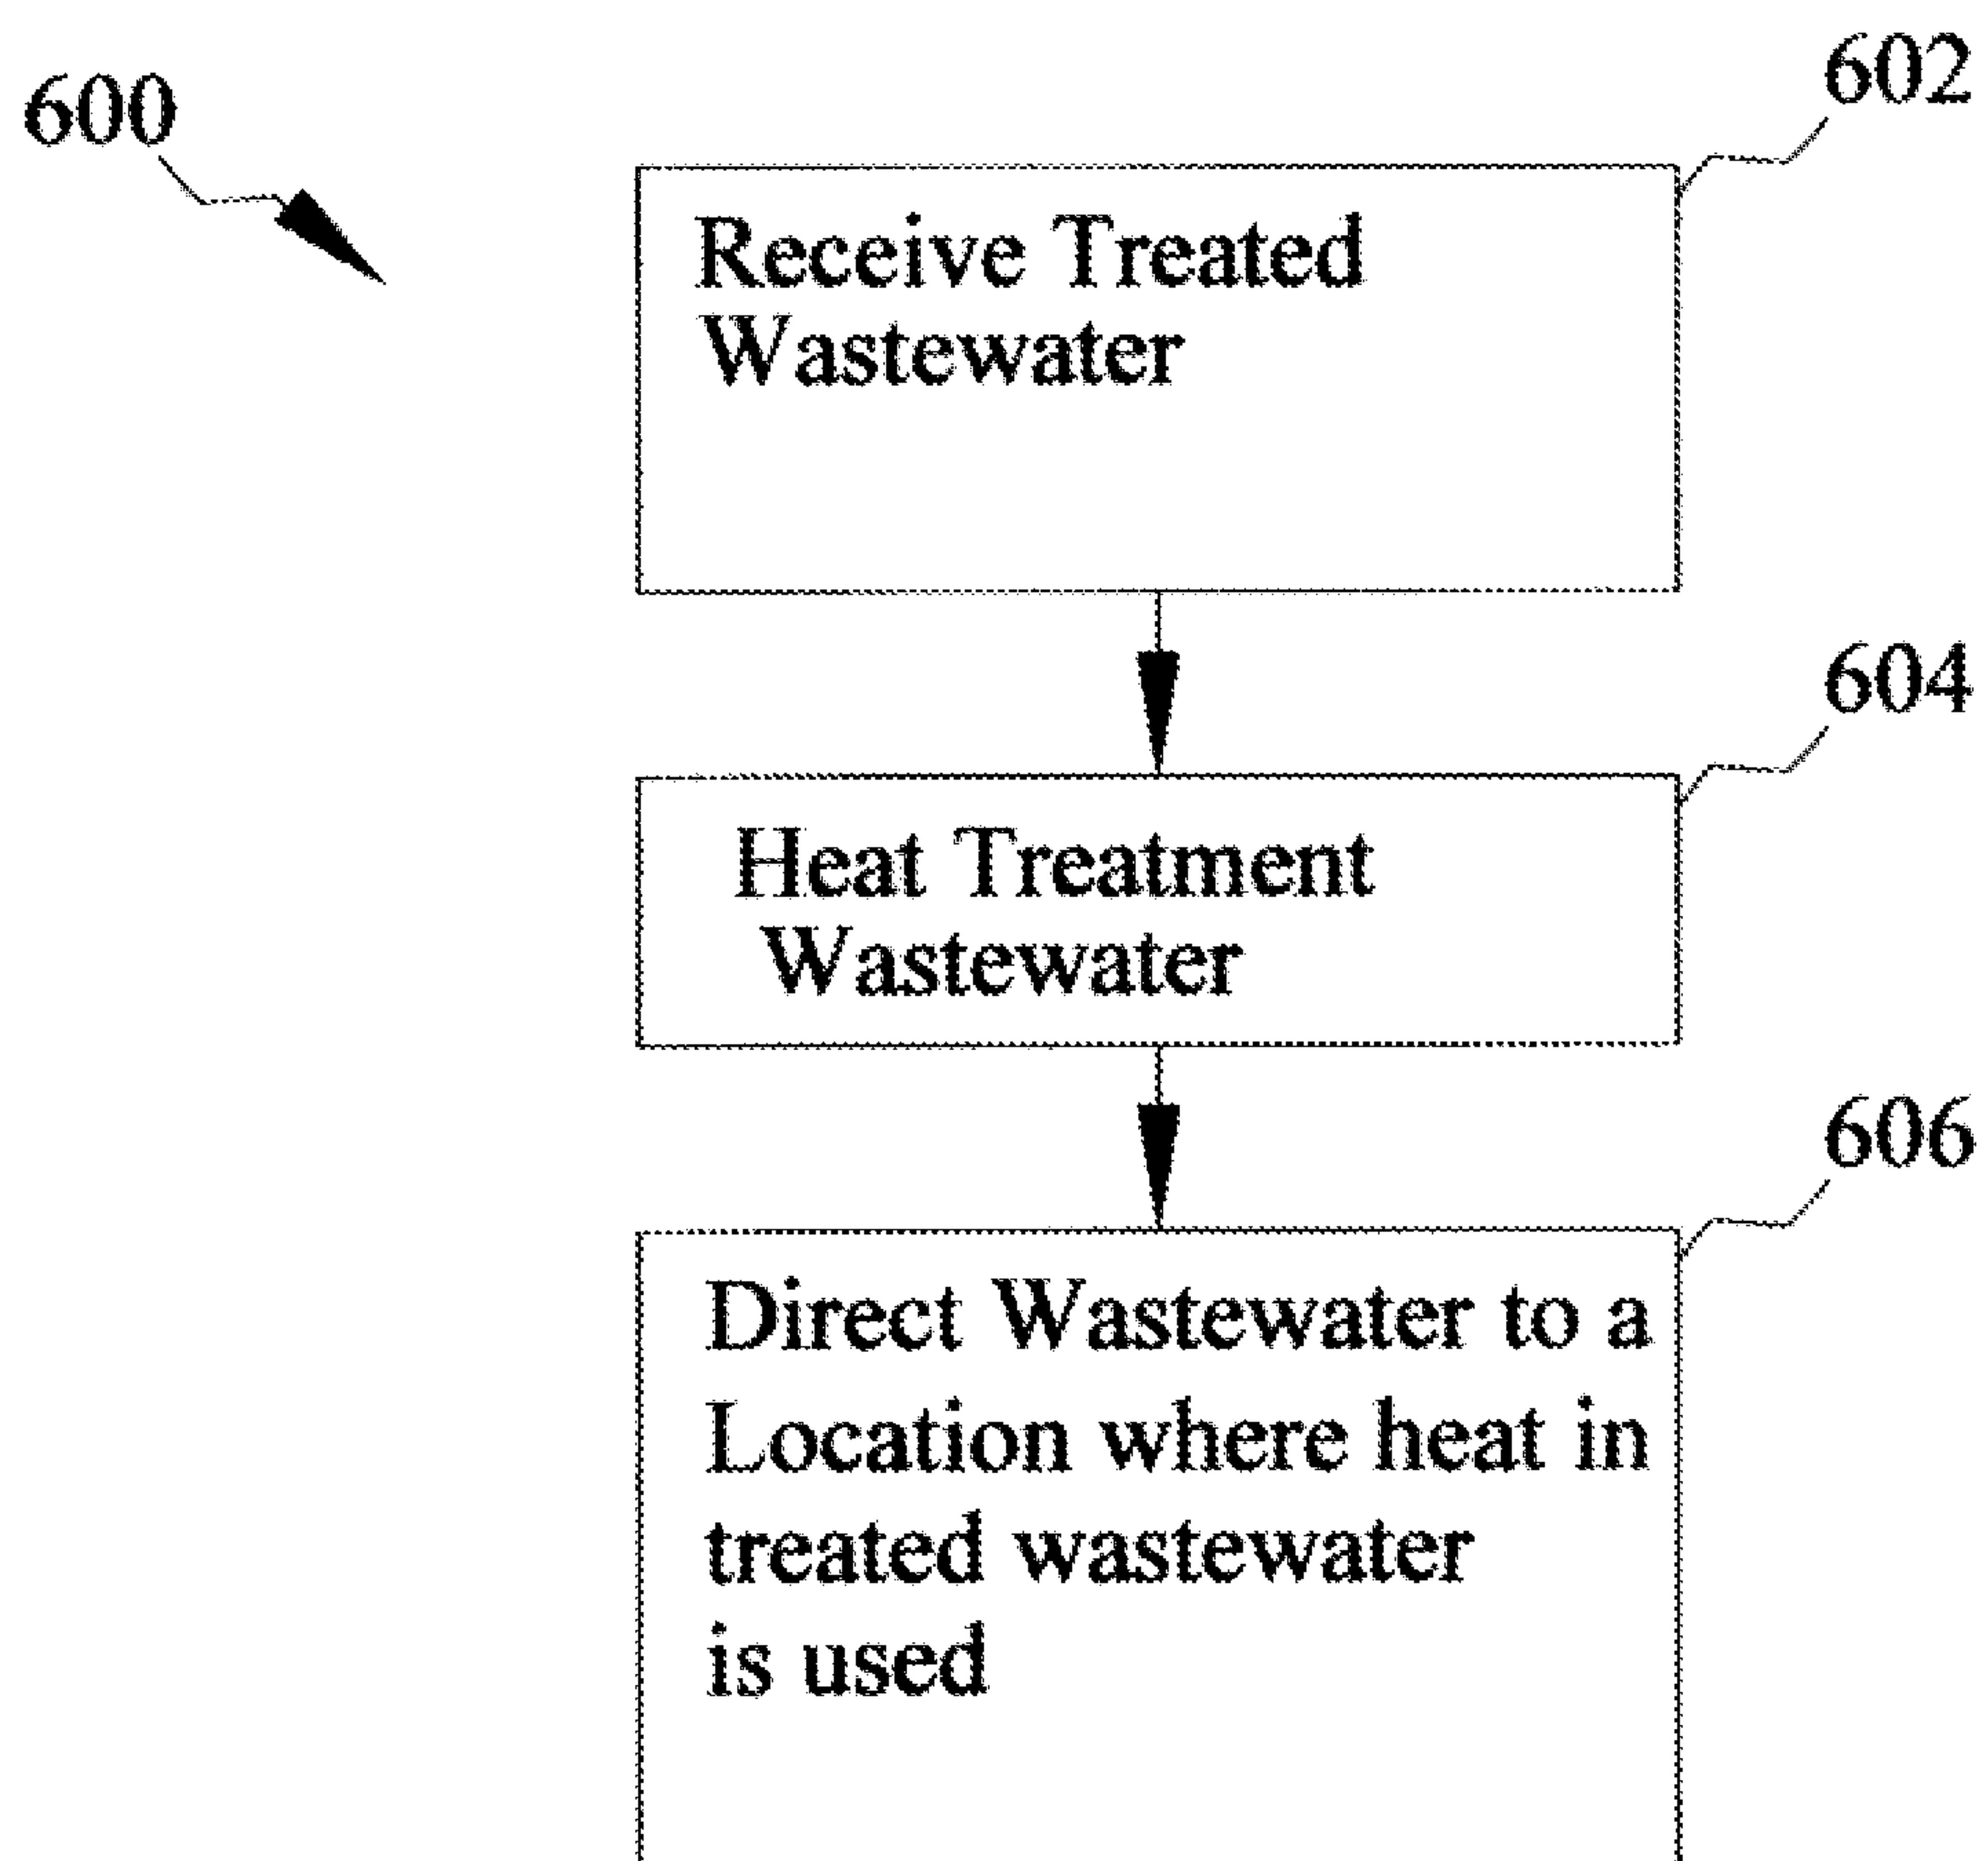 600
602
Receive Treated
Wastewater
604
Heat Treatment
Wastewater
606
Direct Wastewater to a
Location where heat in
treated wastewater
is used